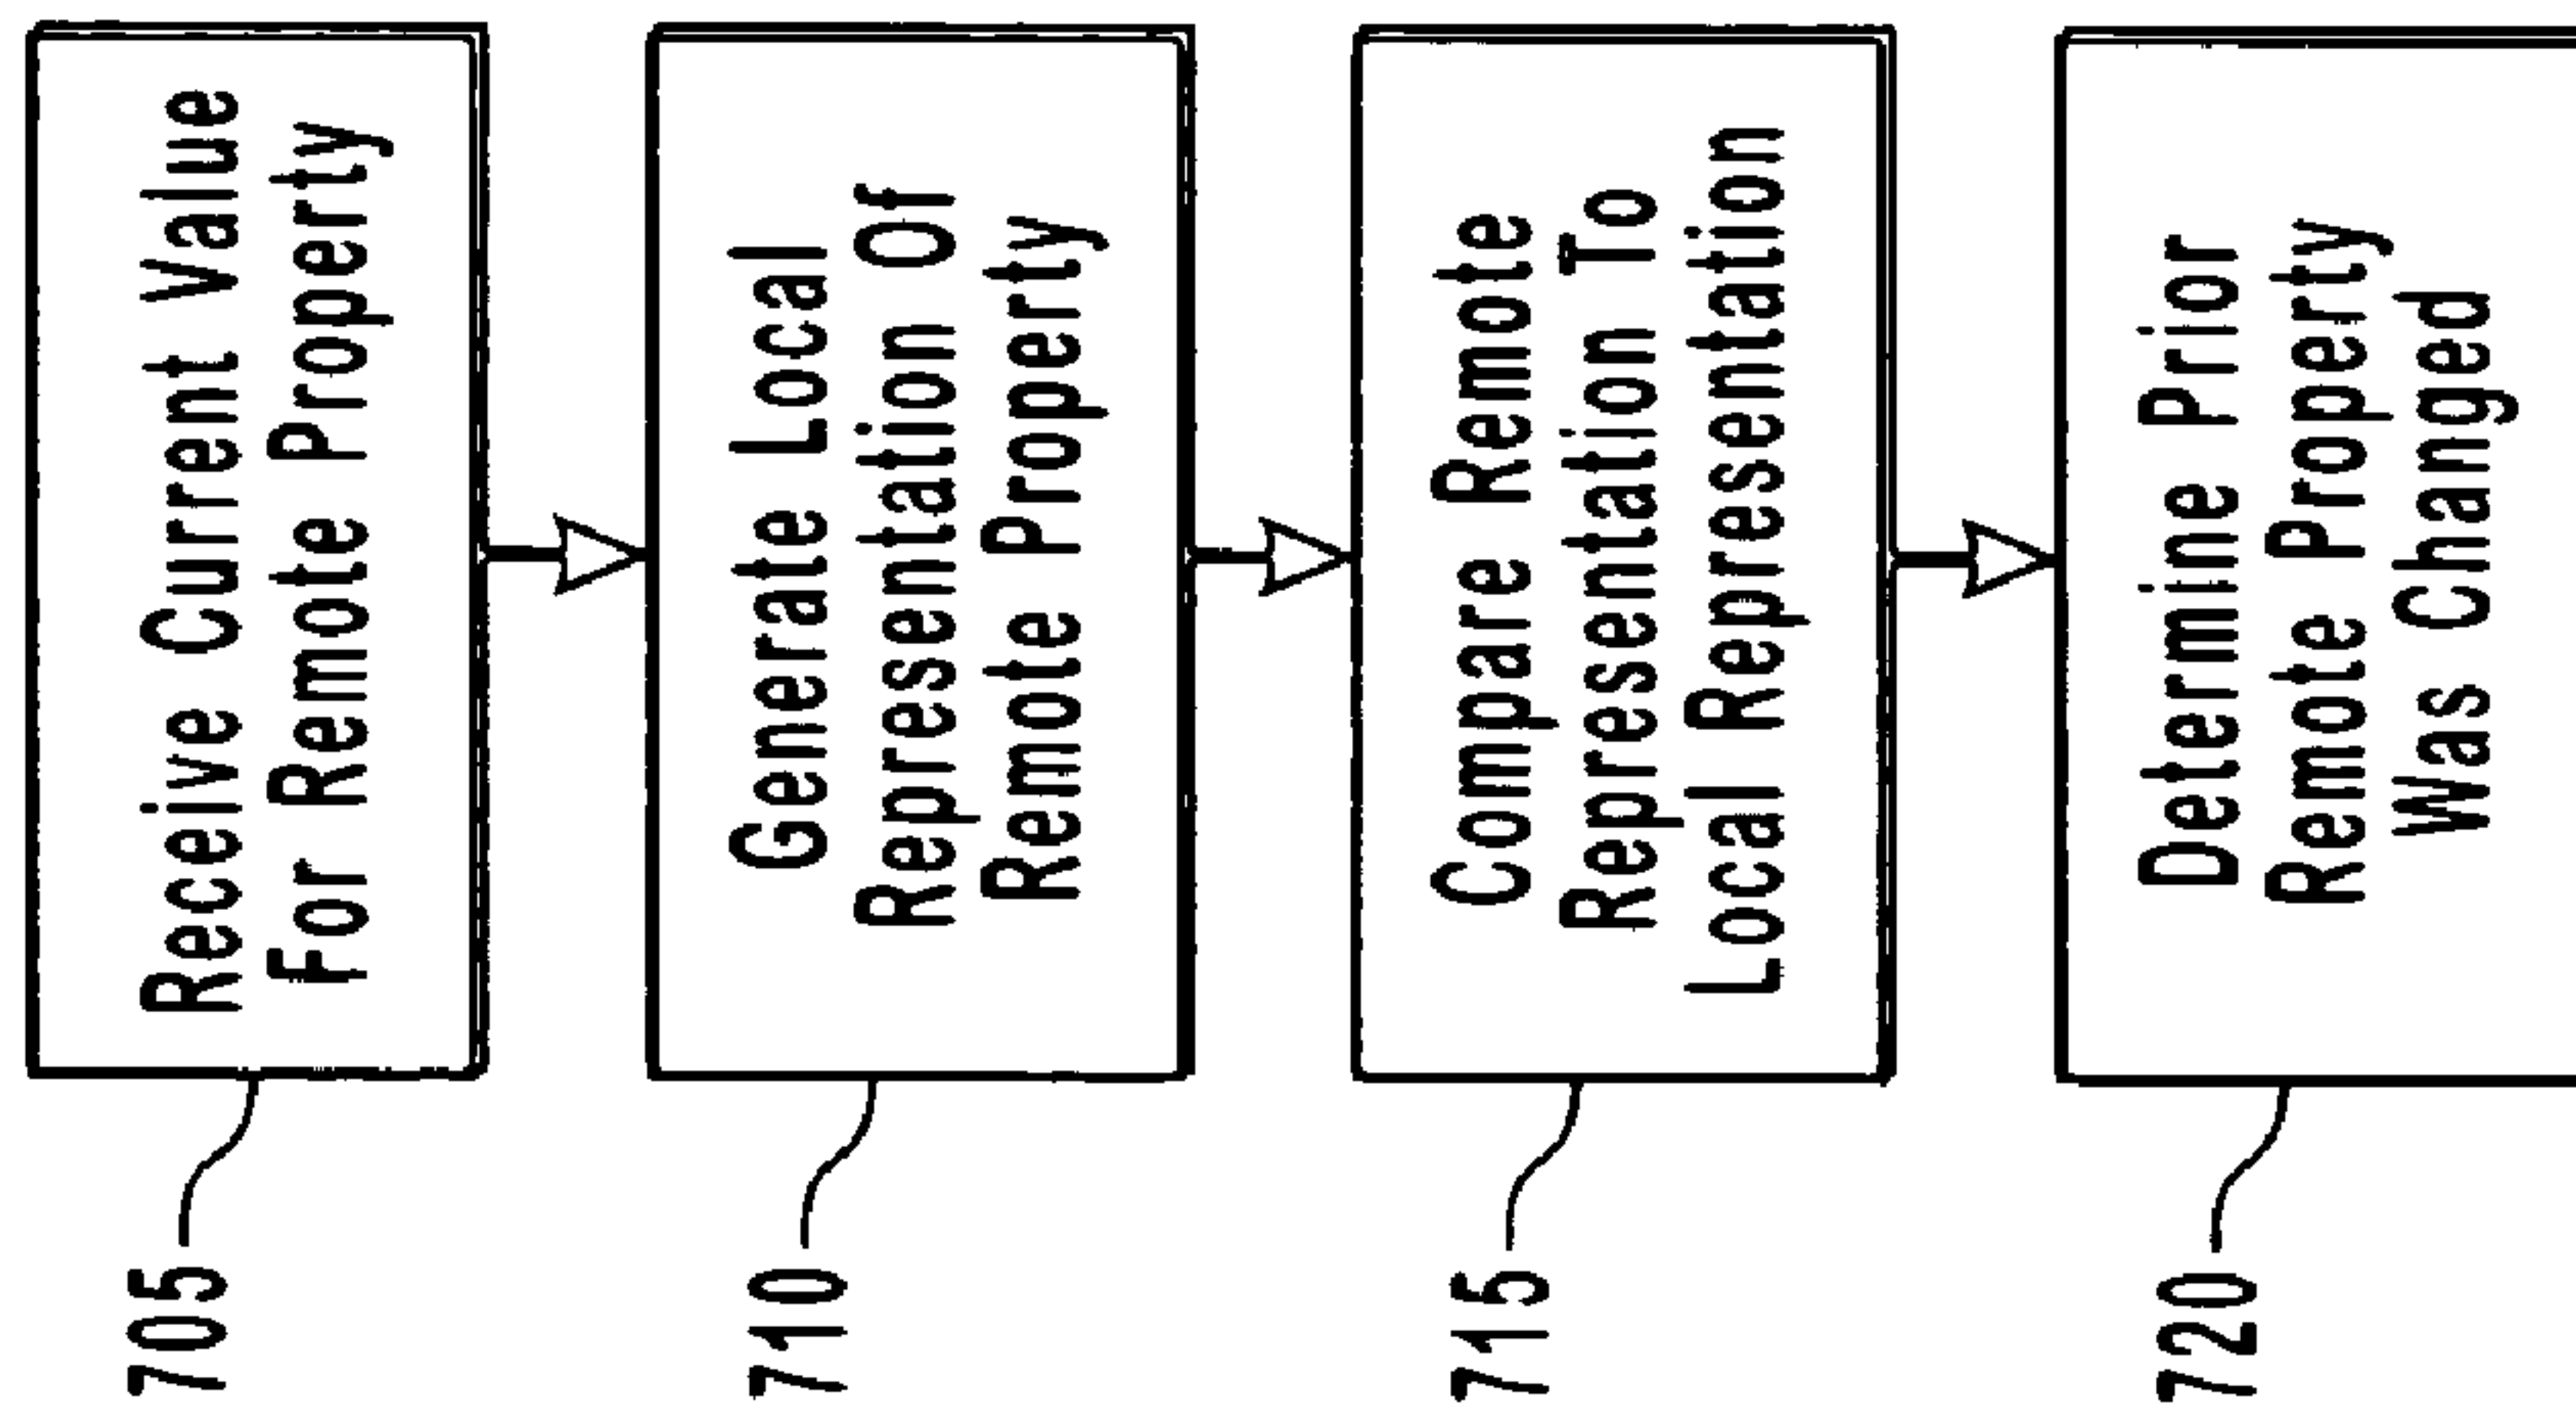 Receive Current Value
For Remote Property
705
Generate Local
Representation Of
Remote Property
710
Compare Remote
Representation To
Local Representation
715
Determine Prior
Remote Property
Was Changed
720